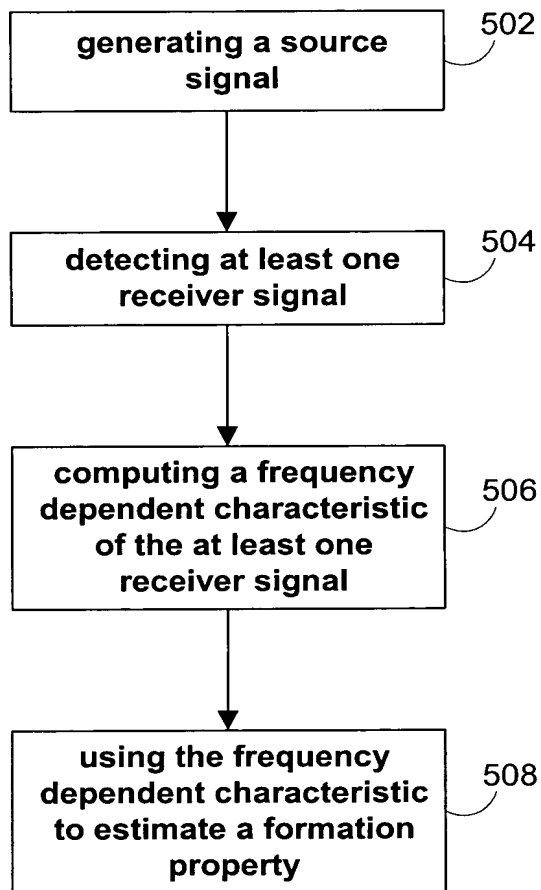 generating a source
signal
502
detecting at least one
receiver signal
504
computing a frequency
dependent characteristic
of the at least one
receiver signal
506
using the frequency
dependent characteristic
to estimate a formation
property
508